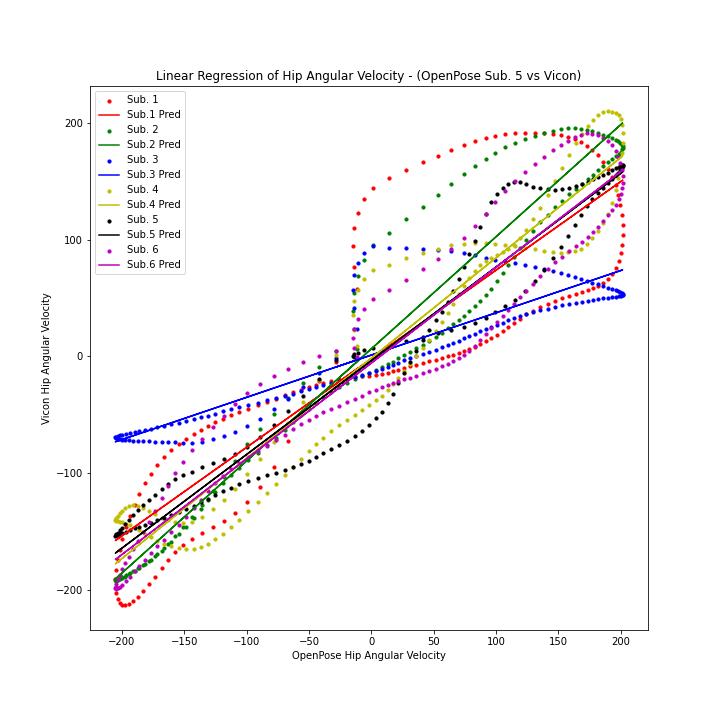 Linear Regression of Hip Angular Velocity - (OpenPose Sub. 5 vs Vicon)
Sub. 1
Sub.1 Pred
Sub. 2
Sub.2 Pred
Sub. 3
Sub.3 Pred
Sub. 4
Sub.4 Pred
Sub. 5
Sub.5 Pred
Sub. 6
Sub.6 Pred
200
100
0
−100
−200
Vicon Hip Angular Velocity
−200 −150 −100 −50 0 50 100 150 200
OpenPose Hip Angular Velocity